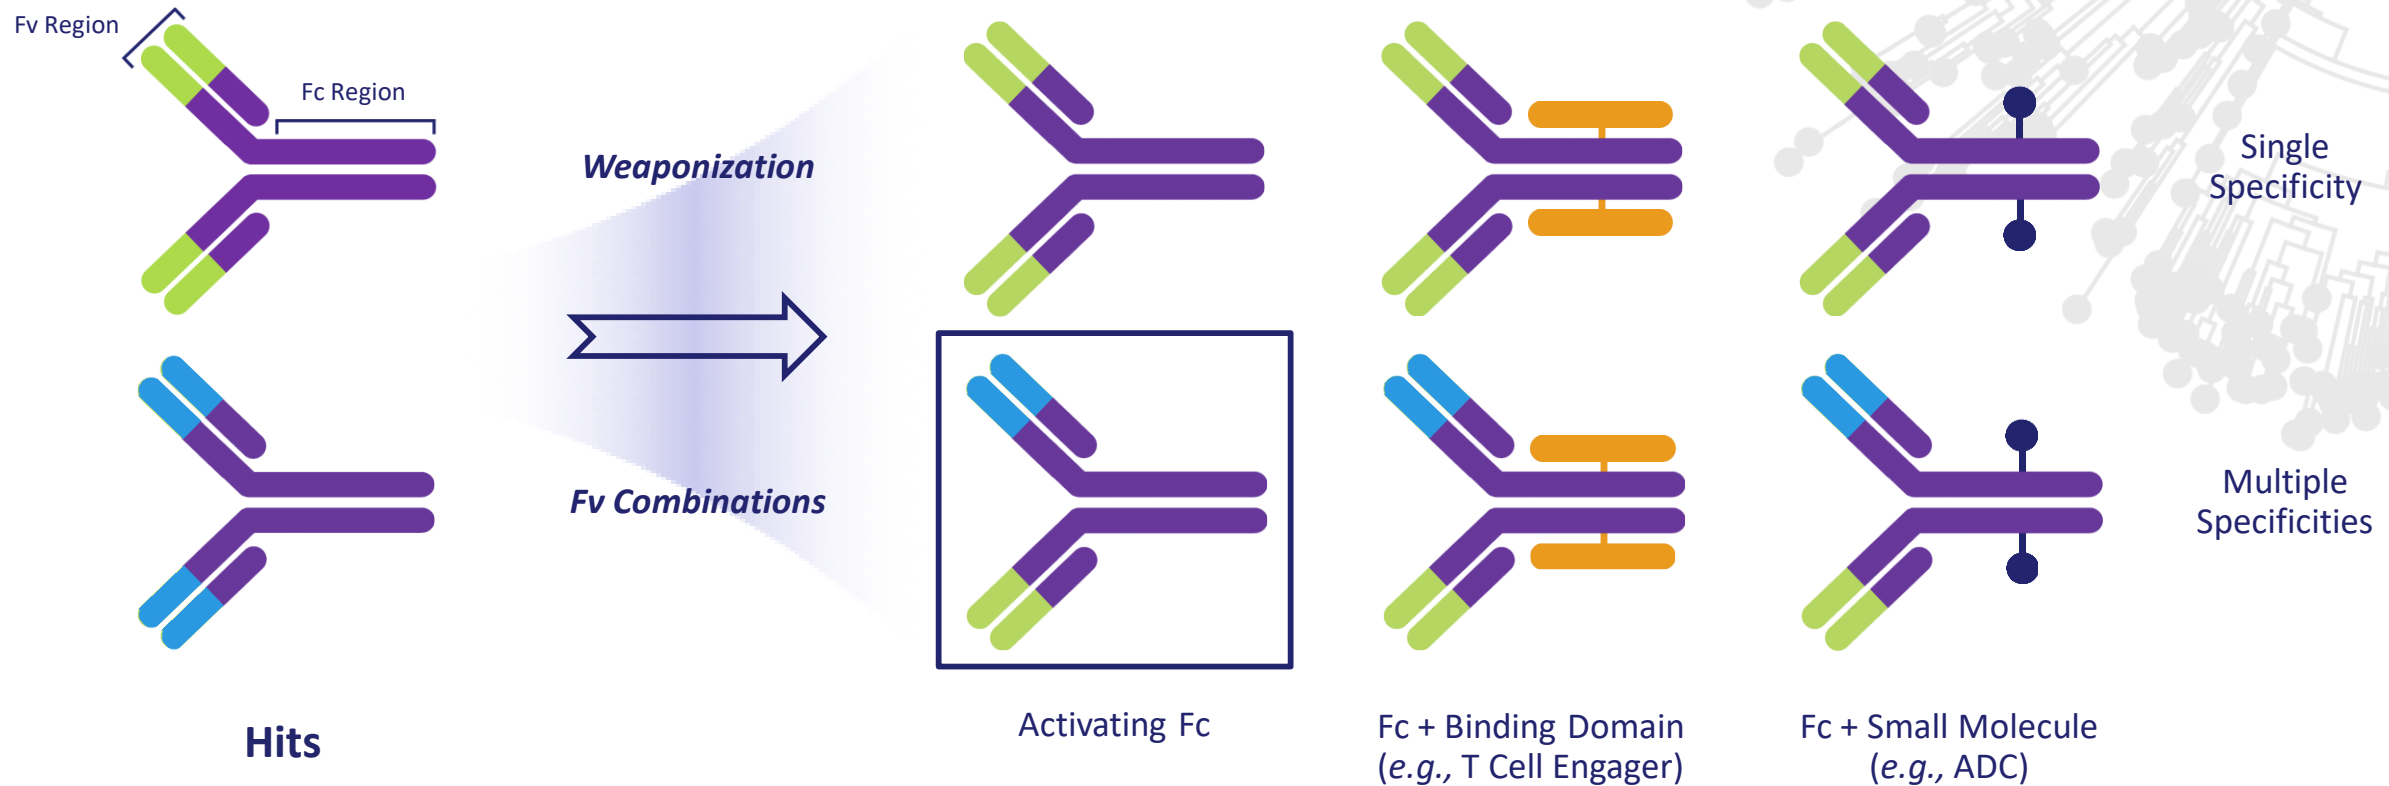 Fv Region
Fc Region
Weaponization
Fv Combinations
Single
Specificity
Multiple
Specificities
Hits
Activating Fc
Fc + Binding Domain
(e.g., T Cell Engager)
Fc + Small Molecule
(e.g., ADC)